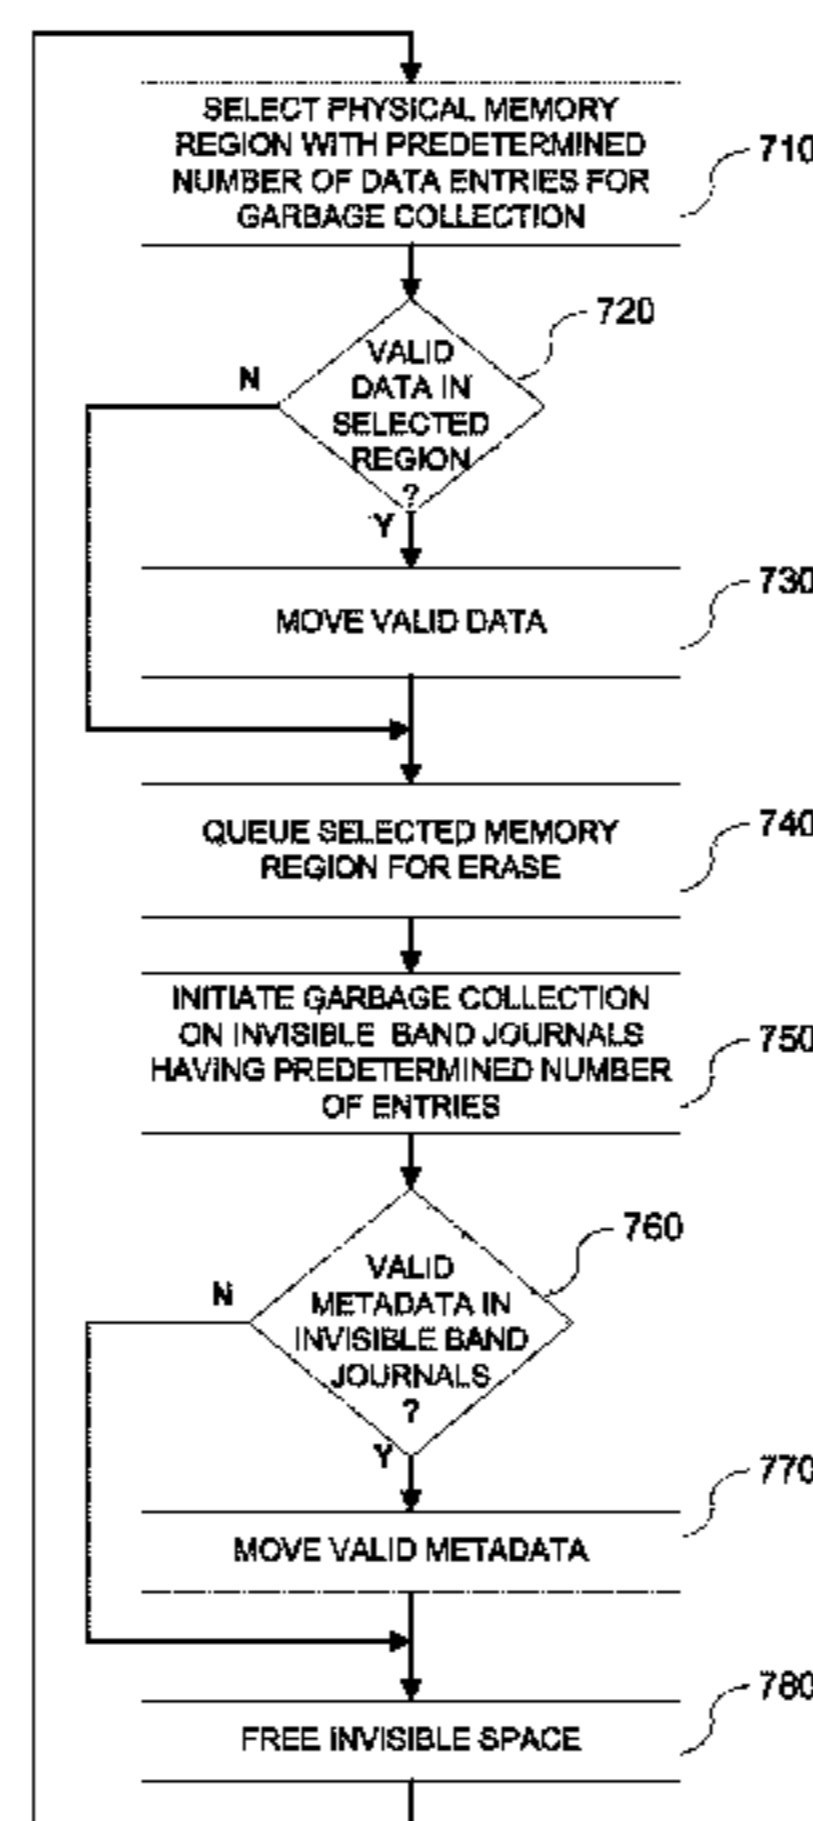 SELECT PHYSICAL MEMORY
REGION WITH PREDETERMINED
NUMBER OF DATA ENTRIES FOR
GARBAGE COLLECTION
710
720
VALID
DATA IN
SELECTED
REGION
?
N
Y
MOVE VALID DATA
730
QUEUE SELECTED MEMORY
REGION FOR ERASE
740
INITIATE GARBAGE COLLECTION
ON INVISIBLE BAND JOURNALS
HAVING PREDETERMINED NUMBER
OF ENTRIES
750
760
VALID
METADATA IN
INVISIBLE BAND
JOURNALS
?
N
Y
MOVE VALID METADATA
770
FREE INVISIBLE SPACE
780